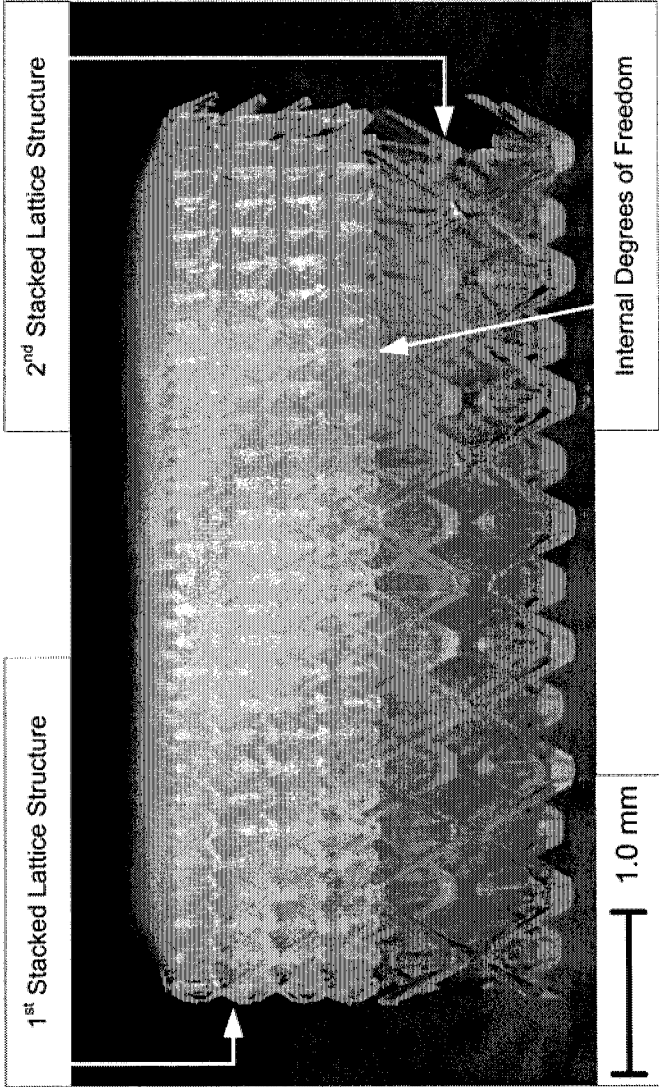 1st Stacked Lattice Structure
2nd Stacked Lattice Structure
1.0 mm
Internal Degrees of Freedom